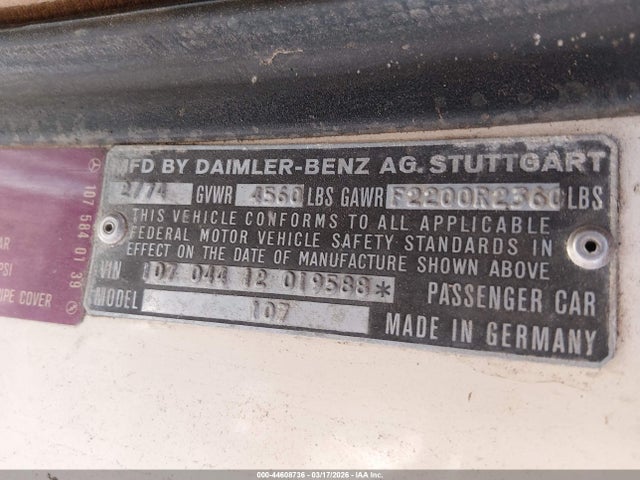 MFD BY DAIMLER-BENZ AG. STUTTGART
2/74 GVWR 4560 LBS GAWR F2200R2360 LBS
THIS VEHICLE CONFORMS TO ALL APPLICABLE
FEDERAL MOTOR VEHICLE SAFETY STANDARDS IN
EFFECT ON THE DATE OF MANUFACTURE SHOWN ABOVE
VIN 107 044 12 019588*
PASSENGER CAR
MODEL 107
MADE IN GERMANY
107 584 01 39
PSI
COVER
000-44608736 - 03/17/2026 - IAA Inc.